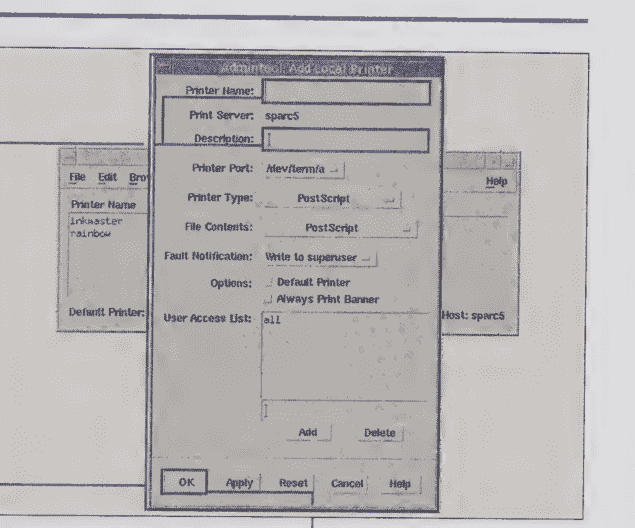 Admintool: Add Local Printer
Printer Name:
Print Server: sparc5
Description:
Printer Port: /dev/term/a
Printer Type: PostScript
File Contents: PostScript
Fault Notification: Write to superuser
Options: Default Printer
Always Print Banner
User Access List: all
Add Delete
OK Apply Reset Cancel Help
File Edit Bro
Printer Name
inkmaster
rainbow
Default Printer:
Help
Host: sparc5